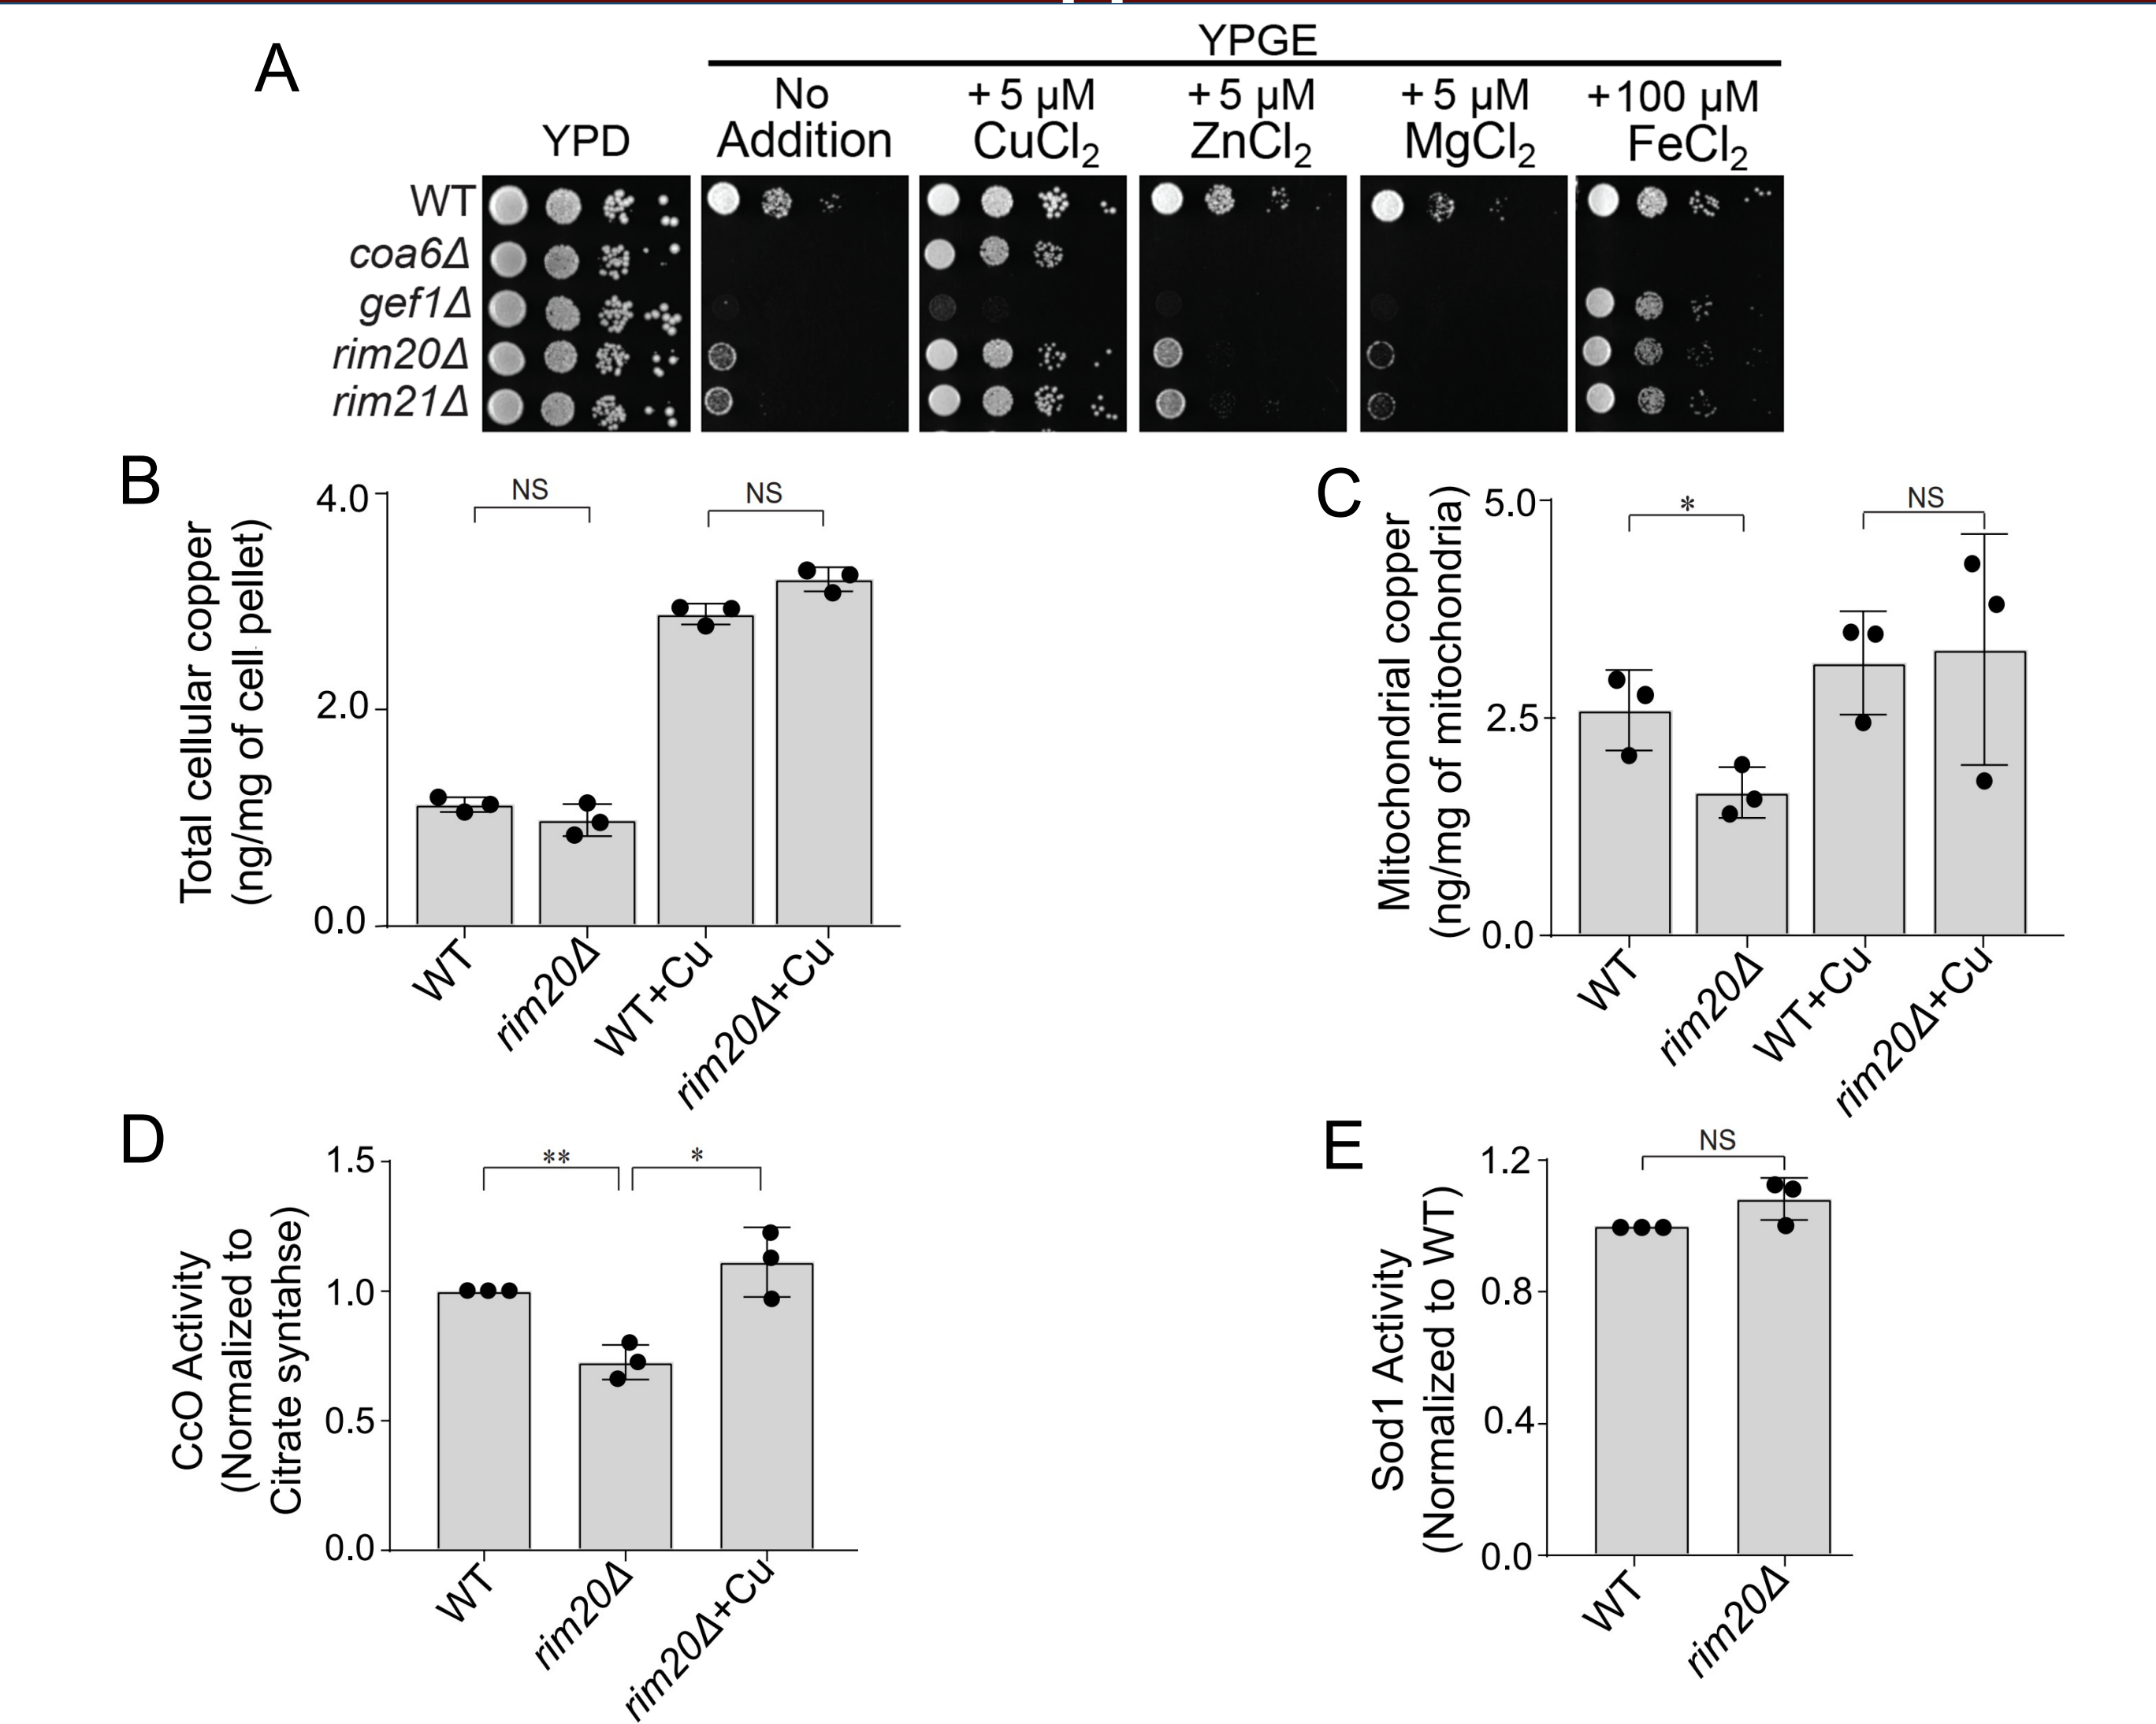 A
YPGE
YPD
No
Addition
+ 5 µM
CuCl2
+ 5 µM
ZnCl2
+ 5 µM
MgCl2
+100 µM
FeCl2
WT
coa6Δ
gef1Δ
rim20Δ
rim21Δ
B
Total cellular copper
(ng/mg of cell pellet)
4.0
2.0
0.0
NS
NS
WT
rim20Δ
WT+Cu
rim20Δ+Cu
C
Mitochondrial copper
(ng/mg of mitochondria)
5.0
2.5
0.0
*
NS
WT
rim20Δ
WT+Cu
rim20Δ+Cu
D
CcO Activity
(Normalized to
Citrate syntahse)
1.5
1.0
0.5
0.0
**
*
WT
rim20Δ
rim20Δ+Cu
E
Sod1 Activity
(Normalized to WT)
1.2
0.8
0.4
0.0
NS
WT
rim20Δ